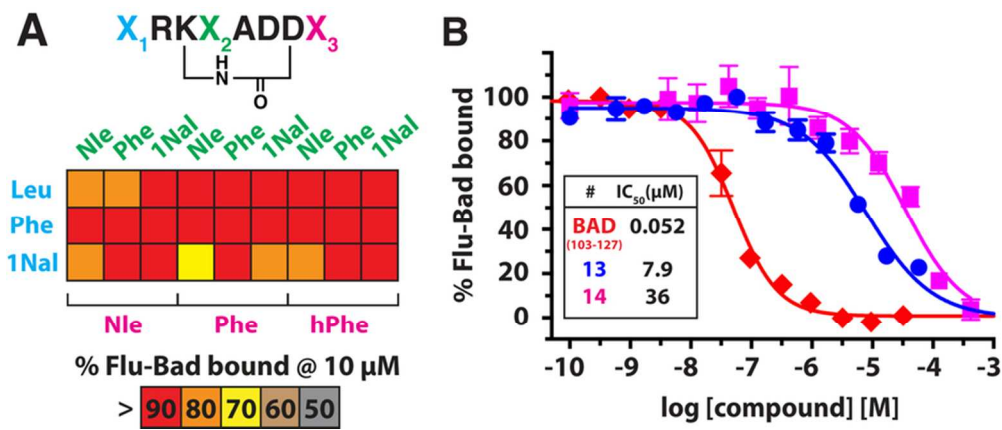 A
X1RKX2ADDX3
H
N
O
Nle Phe 1Nal Nle Phe 1Nal Nle Phe 1Nal
Leu
Phe
1Nal
Nle Phe hPhe
% Flu-Bad bound @ 10 μM
> 90 80 70 60 50
B
% Flu-Bad bound
100
80
60
40
20
0
# IC50(μM)
BAD 0.052
(103-127)
13 7.9
14 36
-10 -9 -8 -7 -6 -5 -4 -3
log [compound] [M]